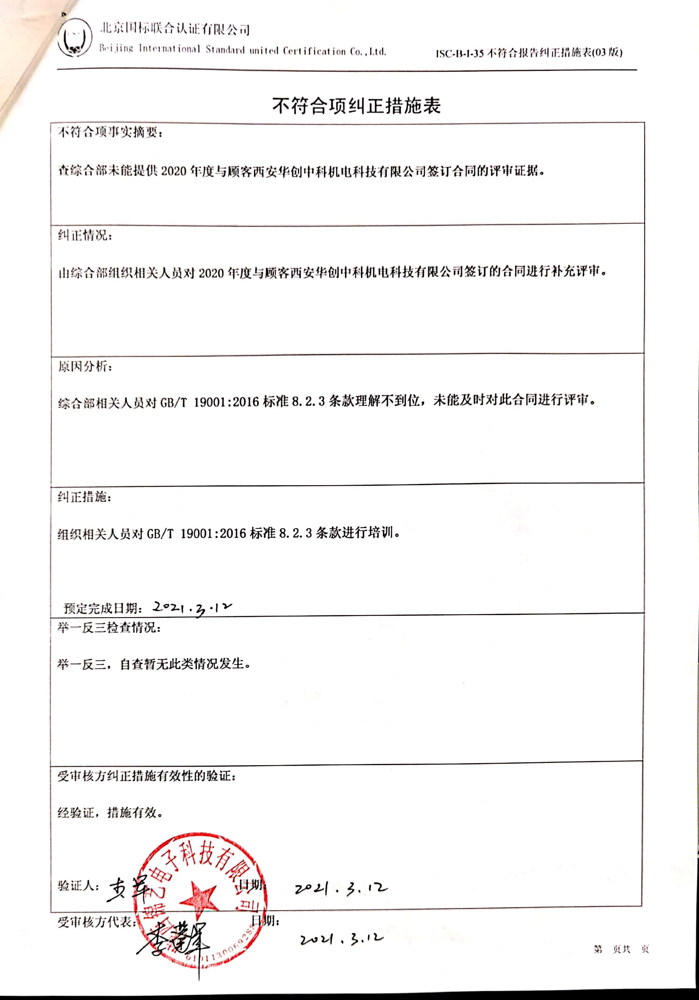 北京国标联合认证有限公司
Beijing International Standard united Certification Co.,Ltd.
ISC-B-I-35 不符合报告纠正措施表(03 版)
不符合项纠正措施表
不符合项事实摘要：
查综合部未能提供 2020 年度与顾客西安华创中科机电科技有限公司签订合同的评审证据。
纠正情况：
由综合部组织相关人员对 2020 年度与顾客西安华创中科机电科技有限公司签订的合同进行补充评审。
原因分析：
综合部相关人员对 GB/T 19001:2016 标准 8.2.3 条款理解不到位，未能及时对此合同进行评审。
纠正措施：
组织相关人员对 GB/T 19001:2016 标准 8.2.3 条款进行培训。
预定完成日期： 2021.3.12
举一反三检查情况：
举一反三，自查暂无此类情况发生。
受审核方纠正措施有效性的验证：
经验证，措施有效。
电子科技有限公司
验证人： 日期： 2021.3.12
受审核方代表： 日期： 2021.3.12
6101130069288
第 页共 页